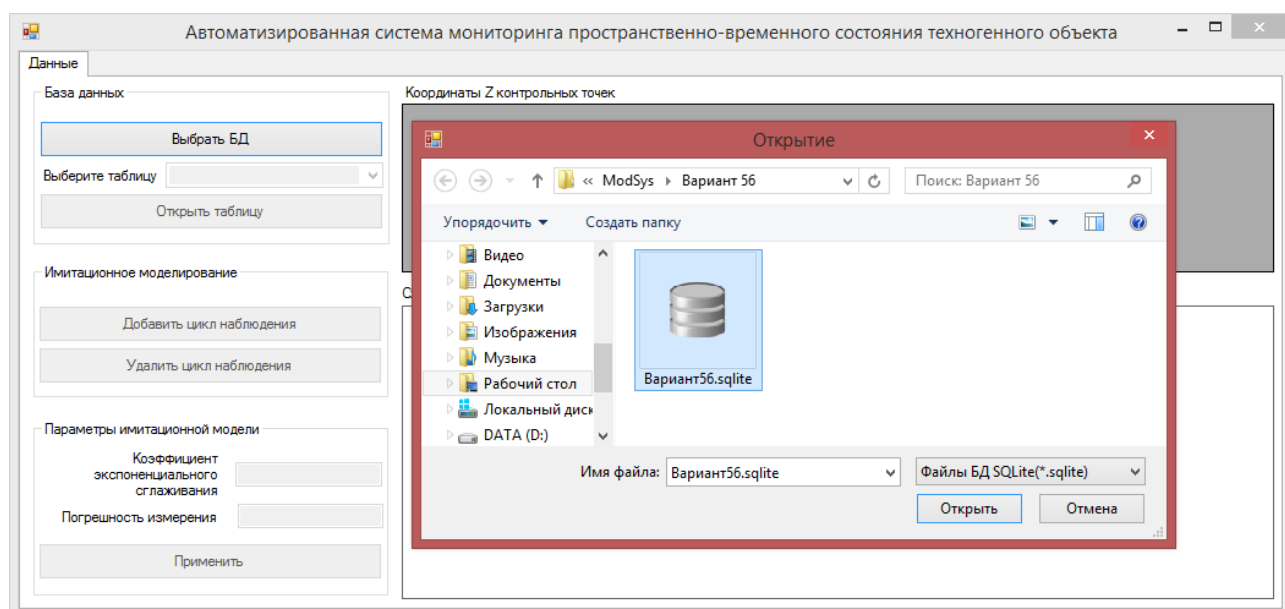 Автоматизированная система мониторинга пространственно-временного состояния техногенного объекта
Данные
База данных
Выбрать БД
Выберите таблицу
Открыть таблицу
Имитационное моделирование
Добавить цикл наблюдения
Удалить цикл наблюдения
Параметры имитационной модели
Коэффициент
экспоненциального
сглаживания
Погрешность измерения
Применить
Координаты Z контрольных точек
Открытие
« ModSys Вариант 56
Поиск: Вариант 56
Упорядочить
Создать папку
Видео
Документы
Загрузки
Изображения
Музыка
Рабочий стол
Локальный диск
DATA (D:)
Вариант56.sqlite
Имя файла:
Вариант56.sqlite
Файлы БД SQLite(*.sqlite)
Открыть
Отмена